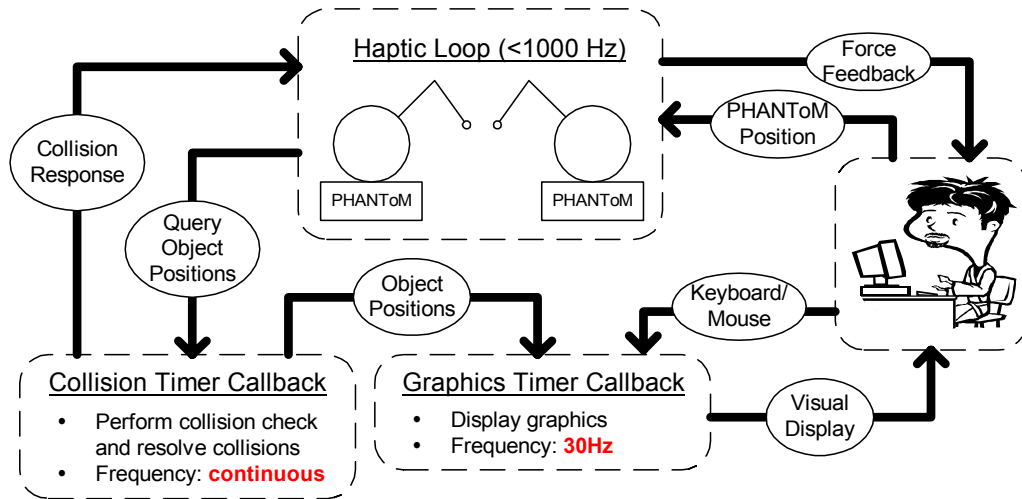 Haptic Loop (<1000 Hz)
PHANToM
PHANToM
Force
Feedback
PHANToM
Position
Collision
Response
Query
Object
Positions
Object
Positions
Keyboard/
Mouse
Collision Timer Callback
• Perform collision check
and resolve collisions
• Frequency: continuous
Graphics Timer Callback
• Display graphics
• Frequency: 30Hz
Visual
Display